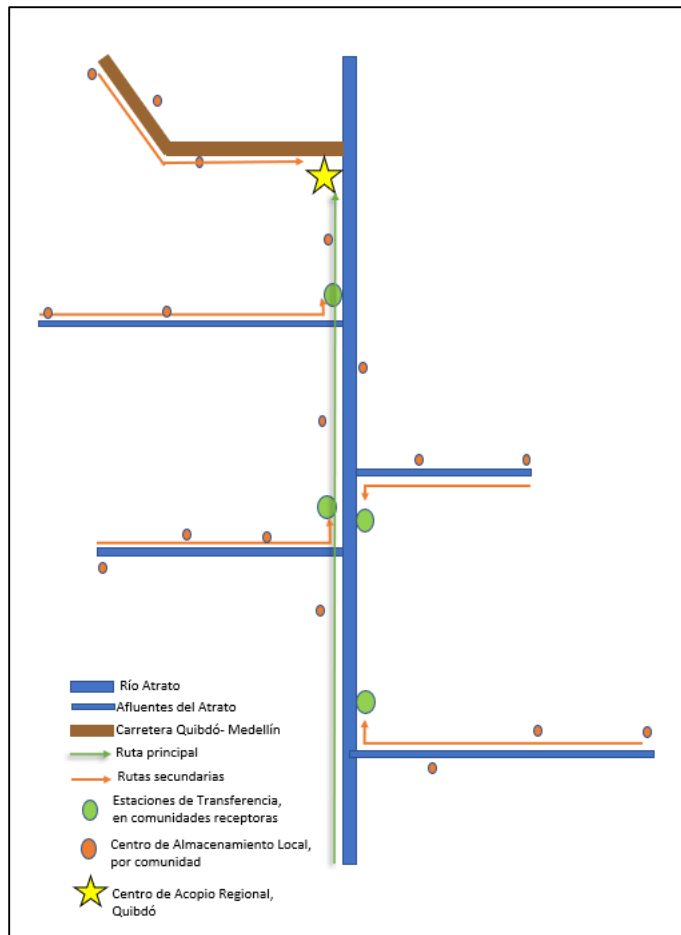 Río Atrato
Afluentes del Atrato
Carretera Quibdó- Medellín
Ruta principal
Rutas secundarias
Estaciones de Transferencia,
en comunidades receptoras
Centro de Almacenamiento Local,
por comunidad
Centro de Acopio Regional,
Quibdó